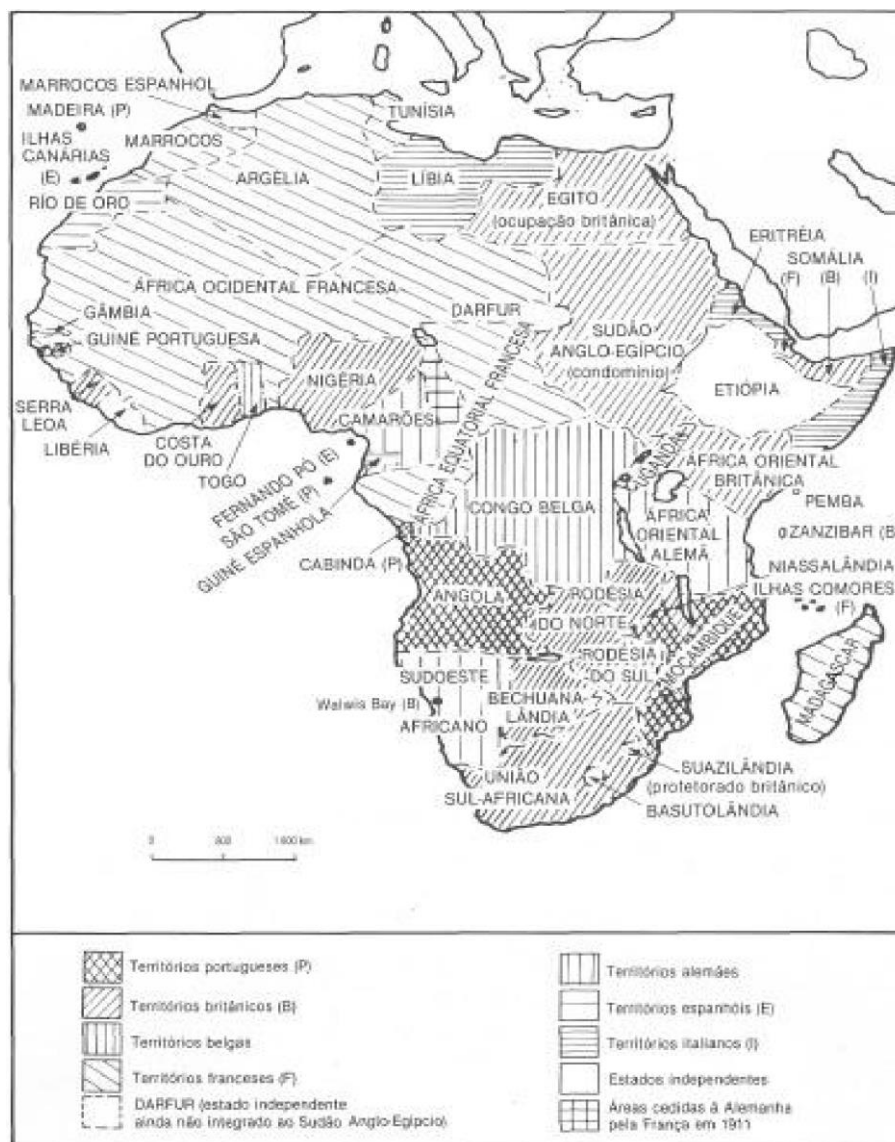 MARROCOS ESPANHOL
MADEIRA (P)
ILHAS
CANÁRIAS
(E)
MARROCOS
TUNÍSIA
ARGÉLIA
LÍBIA
RÍO DE ORO
EGITO
(ocupação britânica)
ERITRÉIA
SOMÁLIA
(F) (B) (I)
ÁFRICA OCIDENTAL FRANCESA
GÂMBIA
GUINÉ PORTUGUESA
DARFUR
SUDÃO
ANGLO-EGÍPCIO
(condomínio)
ETIÓPIA
NIGÉRIA
SERRA
LEOA
LIBÉRIA
COSTA
DO OURO
TOGO
CAMARÕES
ÁFRICA EQUATORIAL FRANCESA
FERNANDO PÓ (E)
SÃO TOMÉ (P)
GUINÉ ESPANHOLA
UGANDA
ÁFRICA ORIENTAL
BRITÂNICA
CONGO BELGA
ÁFRICA
ORIENTAL
ALEMÃ
PEMBA
ZANZIBAR (B
CABINDA (P)
NIASSALÂNDIA
ILHAS COMORES
(F)
ANGOLA
RODÉSIA
DO NORTE
RODÉSIA
DO SUL
MOÇAMBIQUE
MADAGASCAR
SUDOESTE
AFRICANO
Walwis Bay (B)
BECHUANA
LÂNDIA
UNIÃO
SUL-AFRICANA
SUAZILÂNDIA
(protetorado britânico)
BASUTOLÂNDIA
0 800 1600 km
Territórios portugueses (P)
Territórios britânicos (B)
Territórios belgas
Territórios franceses (F)
DARFUR (estado independente
ainda não integrado ao Sudão Anglo-Egípcio)
Territórios alemães
Territórios espanhóis (E)
Territórios italianos (I)
Estados independentes
Áreas cedidas à Alemanha
pela França em 1911